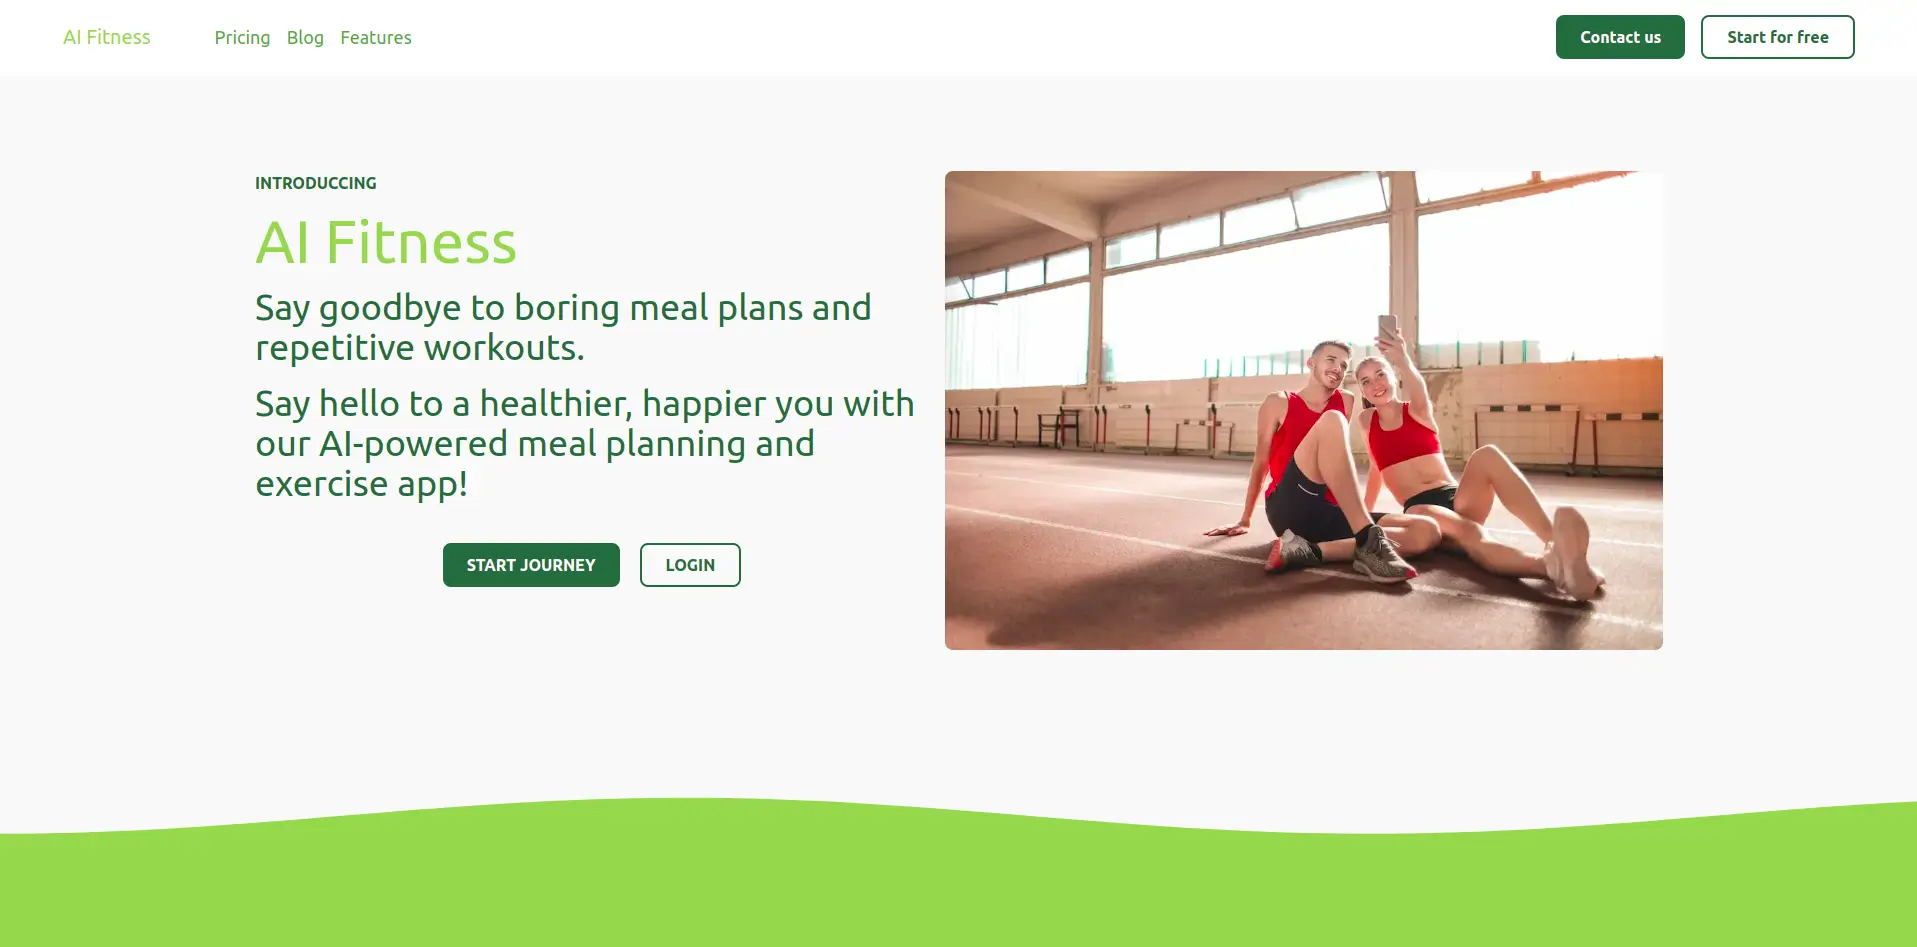 AI Fitness Pricing Blog Features Contact us Start for free
INTRODUCCING
AI Fitness
Say goodbye to boring meal plans and
repetitive workouts.
Say hello to a healthier, happier you with
our AI-powered meal planning and
exercise app!
START JOURNEY LOGIN